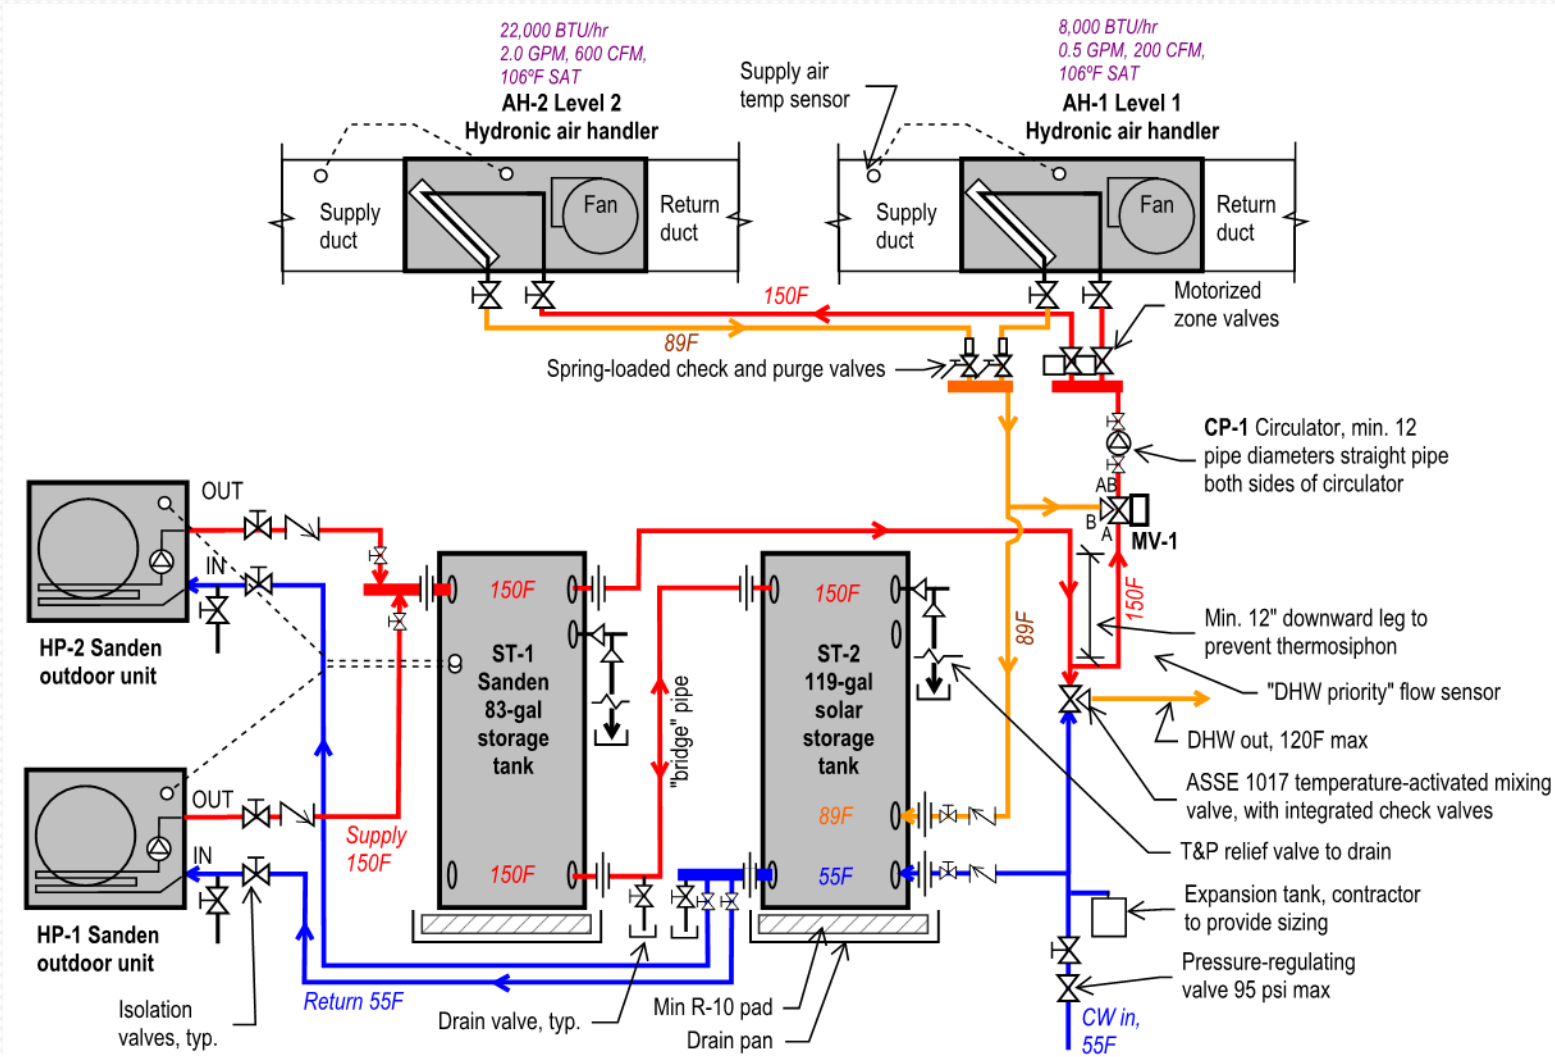 22,000 BTU/hr
2.0 GPM, 600 CFM,
106ºF SAT
AH-2 Level 2
Hydronic air handler
8,000 BTU/hr
0.5 GPM, 200 CFM,
106ºF SAT
AH-1 Level 1
Hydronic air handler
Supply air
temp sensor
Supply
duct
Fan
Return
duct
Supply
duct
Fan
Return
duct
150F
89F
Motorized
zone valves
Spring-loaded check and purge valves
CP-1 Circulator, min. 12
pipe diameters straight pipe
both sides of circulator
AB
B
A
MV-1
OUT
IN
HP-2 Sanden
outdoor unit
150F
ST-1
Sanden
83-gal
storage
tank
150F
"bridge" pipe
150F
ST-2
119-gal
solar
storage
tank
89F
55F
89F
150F
Min. 12" downward leg to
prevent thermosiphon
"DHW priority" flow sensor
DHW out, 120F max
ASSE 1017 temperature-activated mixing
valve, with integrated check valves
T&P relief valve to drain
Expansion tank, contractor
to provide sizing
Pressure-regulating
valve 95 psi max
CW in,
55F
OUT
IN
Supply
150F
HP-1 Sanden
outdoor unit
Isolation
valves, typ.
Return 55F
Drain valve, typ.
Min R-10 pad
Drain pan